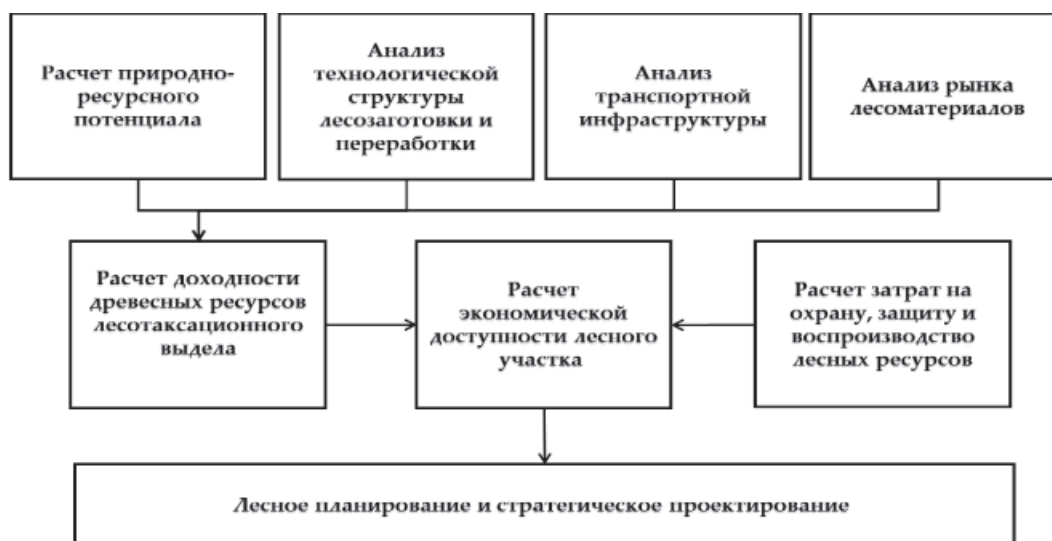 Расчет природно-
ресурсного
потенциала
Анализ
технологической
структуры
лесозаготовки и
переработки
Анализ
транспортной
инфраструктуры
Анализ рынка
лесоматериалов
Расчет доходности
древесных ресурсов
лесотаксационного
выдела
Расчет
экономической
доступности лесного
участка
Расчет затрат на
охрану, защиту и
воспроизводство
лесных ресурсов
Лесное планирование и стратегическое проектирование